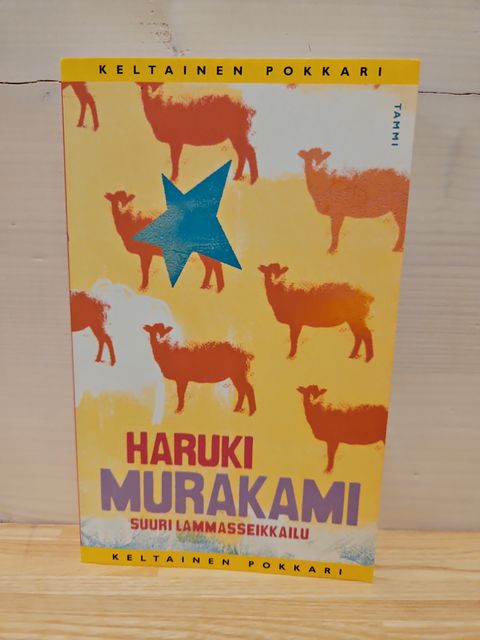 KELTAINEN POKKARI
TAMMI
HARUKI
MURAKAMI
SUURI LAMMASSEIKKAILU
KELTAINEN POKKARI